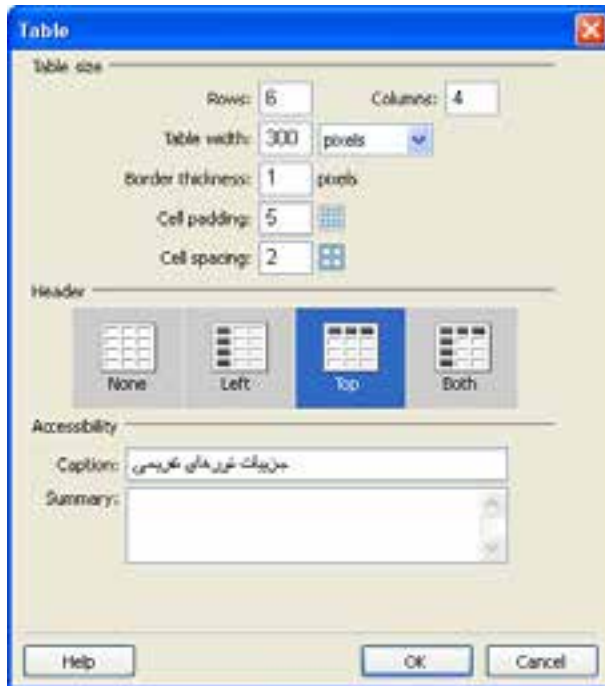 Table
Table size
Rows: 6 Columns: 4
Table width: 300 pixels
Border thickness: 1 pixels
Cell padding: 5
Cell spacing: 2
Header
None Left Top Both
Accessibility
Caption: جزییات تورهای تفریحی
Summary:
Help OK Cancel